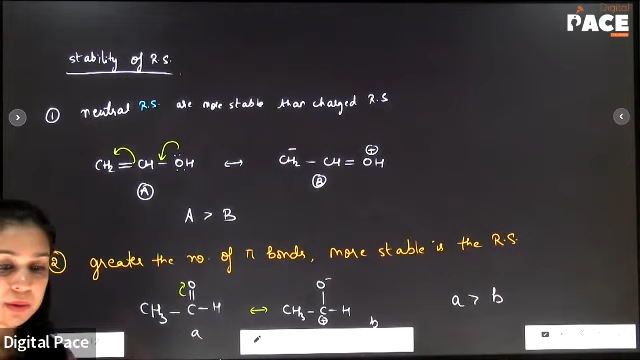 Digital
PACE
stability of R.S.
① neutral R.S. are more stable than charged R.S
CH₂ = CH – ÖH ↔ C̄H₂ – CH = OH ⊕
Ⓐ Ⓑ
A > B
② greater the no. of π bonds, more stable is the R.S.
O O⁻
CH₃ – C – H ↔ CH₃ – C – H
⊕
a b
a > b
Digital Pace